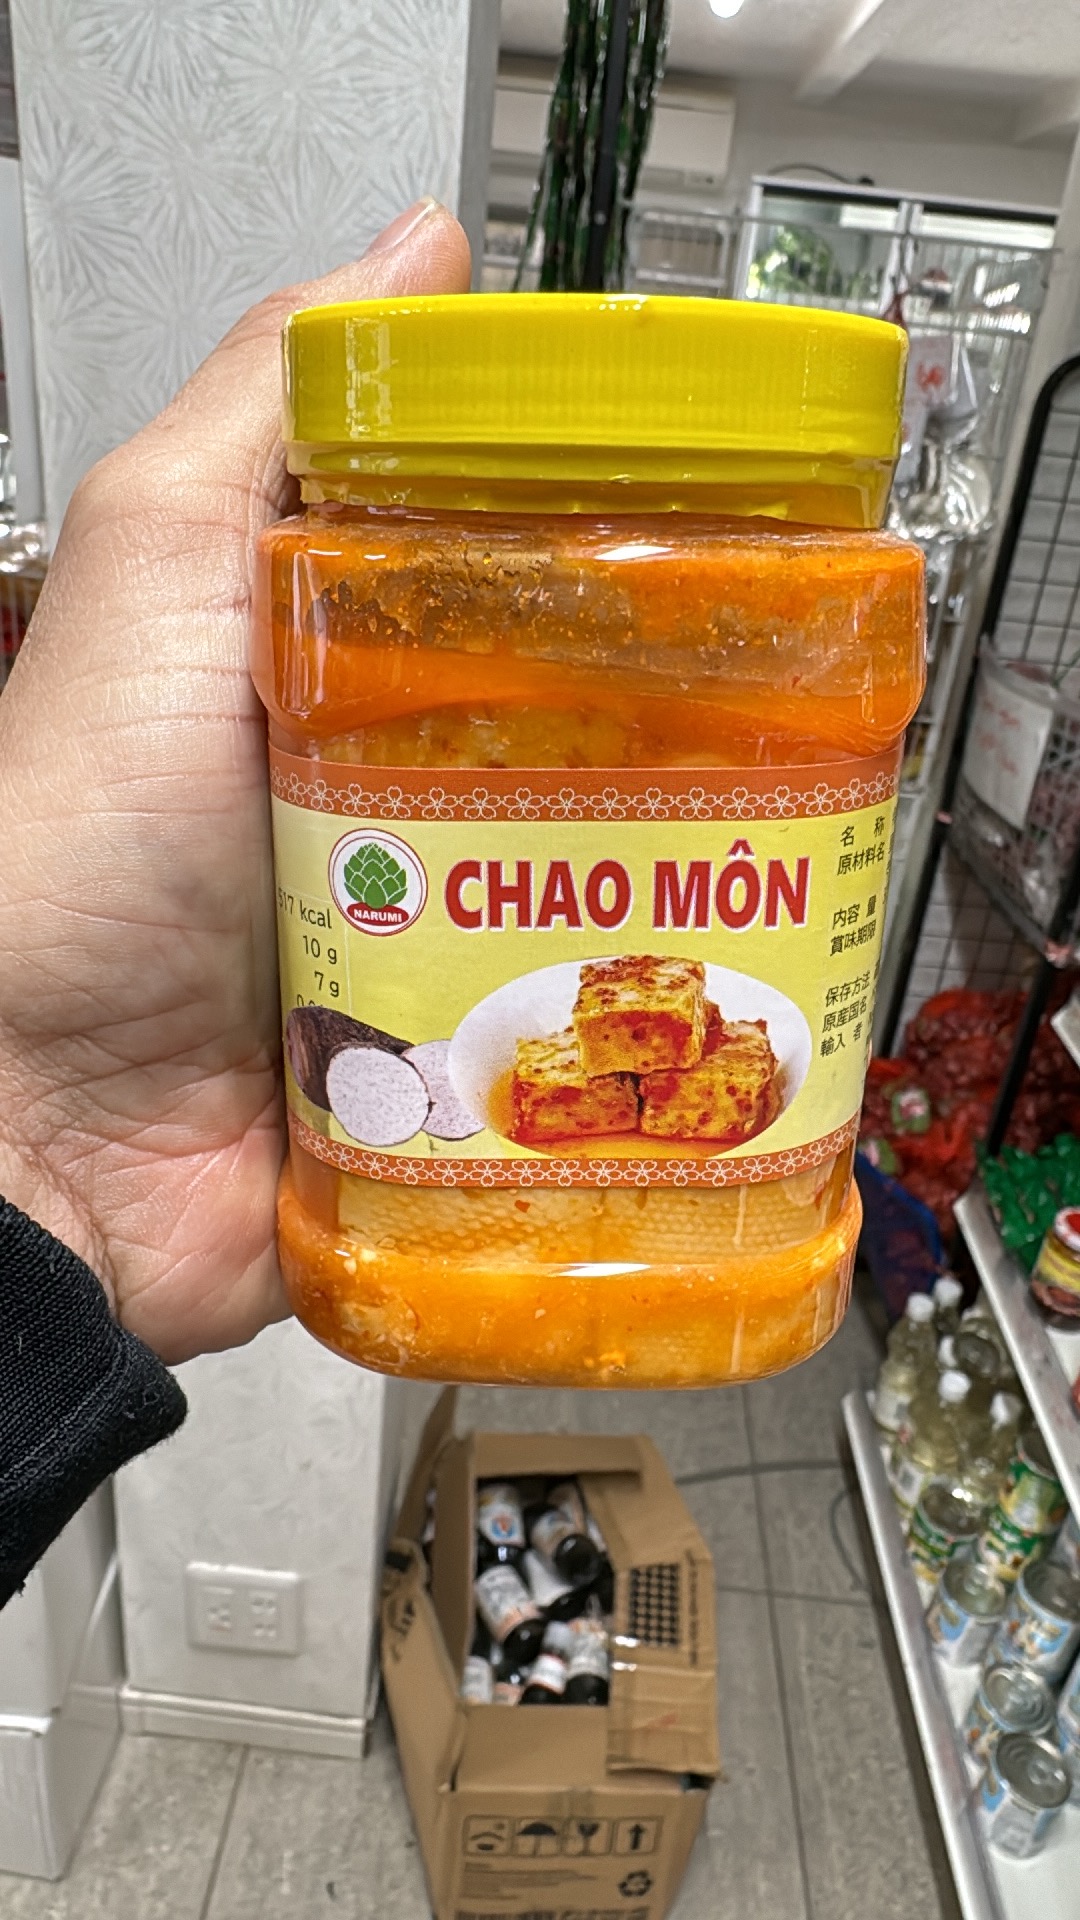 CHAO MÔN
NARUMI
517 kcal
10 g
7 g
名 称
原材料名
内容量
賞味期限
保存方法
原産国名
輸入者